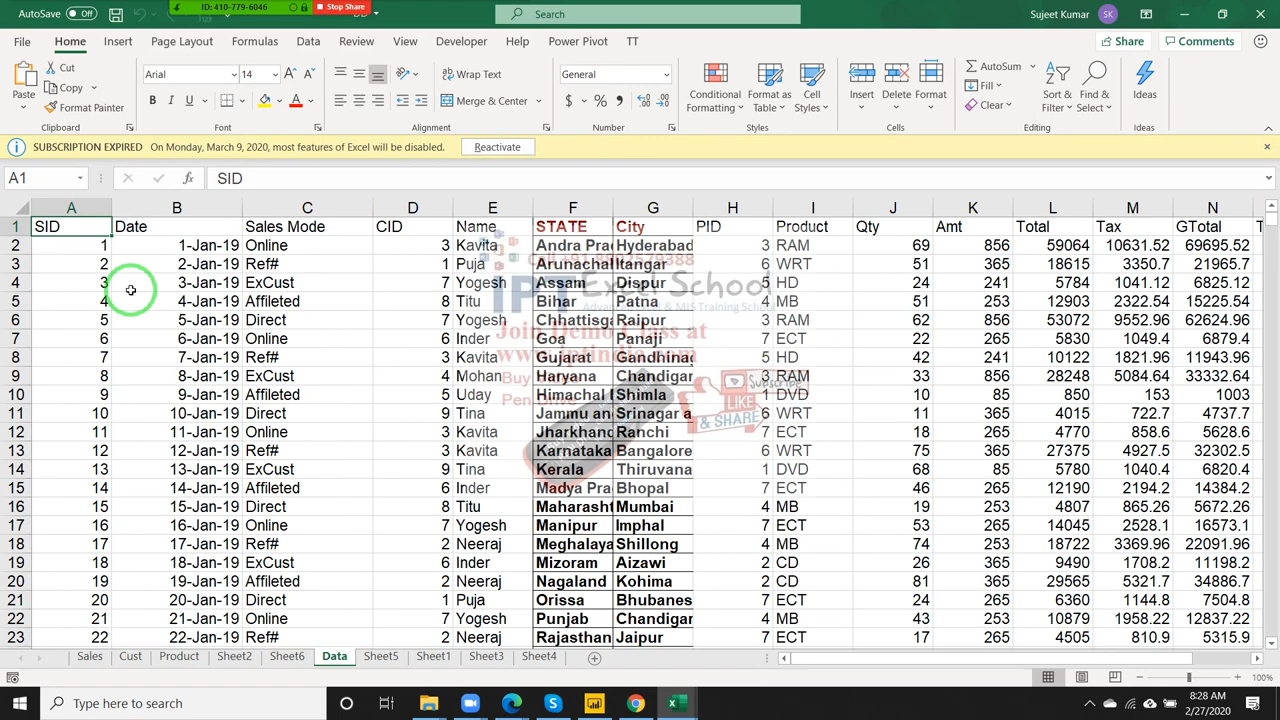 AutoSave Off
ID: 410-779-6046 Stop Share
Search
Sujeet Kumar SK
File Home Insert Page Layout Formulas Data Review View Developer Help Power Pivot TT Share Comments
Paste Cut Copy Format Painter Clipboard
Arial 14 B I U Font
Wrap Text Merge & Center Alignment
General $ % Number
Conditional Formatting Format as Table Cell Styles Styles
Insert Delete Format Cells
AutoSum Fill Clear Sort & Filter Find & Select Editing
Ideas Ideas
SUBSCRIPTION EXPIRED On Monday, March 9, 2020, most features of Excel will be disabled. Reactivate
A1 fx SID
A B C D E F G H I J K L M N
1 SID Date Sales Mode CID Name STATE City PID Product Qty Amt Total Tax GTotal
2 1 1-Jan-19 Online 3 Kavita Andra Prad Hyderabad 3 RAM 69 856 59064 10631.52 69695.52
3 2 2-Jan-19 Ref# 1 Puja Arunachal Itangar 6 WRT 51 365 18615 3350.7 21965.7
4 3 3-Jan-19 ExCust 7 Yogesh Assam Dispur 5 HD 24 241 5784 1041.12 6825.12
5 4 4-Jan-19 Affileted 8 Titu Bihar Patna 4 MB 51 253 12903 2322.54 15225.54
6 5 5-Jan-19 Direct 7 Yogesh Chhattisga Raipur 3 RAM 62 856 53072 9552.96 62624.96
7 6 6-Jan-19 Online 6 Inder Goa Panaji 7 ECT 22 265 5830 1049.4 6879.4
8 7 7-Jan-19 Ref# 3 Kavita Gujarat Gandhinag 5 HD 42 241 10122 1821.96 11943.96
9 8 8-Jan-19 ExCust 4 Mohan Haryana Chandigar 3 RAM 33 856 28248 5084.64 33332.64
10 9 9-Jan-19 Affileted 5 Uday Himachal Shimla 1 DVD 10 85 850 153 1003
11 10 10-Jan-19 Direct 9 Tina Jammu an Srinagar a 6 WRT 11 365 4015 722.7 4737.7
12 11 11-Jan-19 Online 3 Kavita Jharkhand Ranchi 7 ECT 18 265 4770 858.6 5628.6
13 12 12-Jan-19 Ref# 3 Kavita Karnataka Bangalore 6 WRT 75 365 27375 4927.5 32302.5
14 13 13-Jan-19 ExCust 9 Tina Kerala Thiruvana 1 DVD 68 85 5780 1040.4 6820.4
15 14 14-Jan-19 Affileted 6 Inder Madya Pra Bhopal 7 ECT 46 265 12190 2194.2 14384.2
16 15 15-Jan-19 Direct 8 Titu Maharasht Mumbai 4 MB 19 253 4807 865.26 5672.26
17 16 16-Jan-19 Online 7 Yogesh Manipur Imphal 7 ECT 53 265 14045 2528.1 16573.1
18 17 17-Jan-19 Ref# 2 Neeraj Meghalaya Shillong 4 MB 74 253 18722 3369.96 22091.96
19 18 18-Jan-19 ExCust 6 Inder Mizoram Aizawi 2 CD 26 365 9490 1708.2 11198.2
20 19 19-Jan-19 Affileted 2 Neeraj Nagaland Kohima 2 CD 81 365 29565 5321.7 34886.7
21 20 20-Jan-19 Direct 1 Puja Orissa Bhubanes 7 ECT 24 265 6360 1144.8 7504.8
22 21 21-Jan-19 Online 7 Yogesh Punjab Chandigar 4 MB 43 253 10879 1958.22 12837.22
23 22 22-Jan-19 Ref# 2 Neeraj Rajasthan Jaipur 7 ECT 17 265 4505 810.9 5315.9
IPT Excel School
Advanced Excel & MIS Training School
Join Demo Class at
www.iptindia.com
Buy
Pen Drive
Subscribe
LIKE
& SHARE
Sales Cust Product Sheet2 Sheet6 Data Sheet5 Sheet1 Sheet3 Sheet4
100%
Type here to search
8:28 AM
2/27/2020